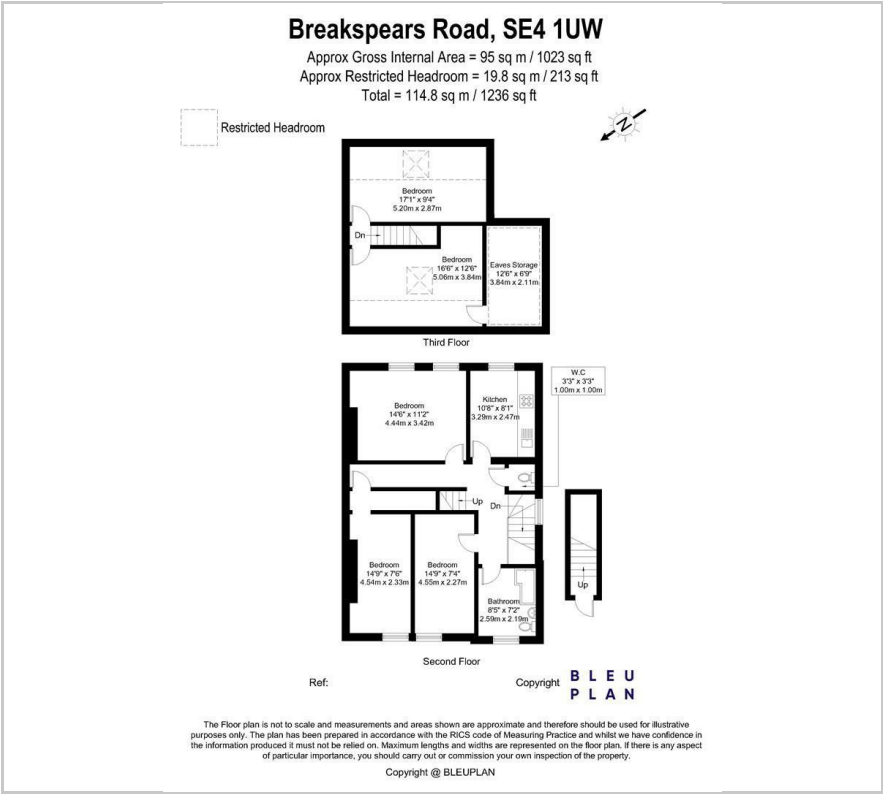 Breakspears Road, SE4 1UW
Approx Gross Internal Area = 95 sq m / 1023 sq ft
Approx Restricted Headroom = 19.8 sq m / 213 sq ft
Total = 114.8 sq m / 1236 sq ft
Restricted Headroom
N
Bedroom
17'1" x 9'4"
5.20m x 2.87m
Dn
Bedroom
16'6" x 12'6"
5.06m x 3.84m
Eaves Storage
12'6" x 6'9"
3.84m x 2.11m
Third Floor
W.C
3'3" x 3'3"
1.00m x 1.00m
Bedroom
14'6" x 11'2"
4.44m x 3.42m
Kitchen
10'8" x 8'1"
3.29m x 2.47m
Up
Dn
Bedroom
14'9" x 7'6"
4.54m x 2.33m
Bedroom
14'9" x 7'4"
4.55m x 2.27m
Bathroom
8'5" x 7'2"
2.59m x 2.19m
Up
Second Floor
Ref:
Copyright
BLEU
PLAN
The Floor plan is not to scale and measurements and areas shown are approximate and therefore should be used for illustrative
purposes only. The plan has been prepared in accordance with the RICS code of Measuring Practice and whilst we have confidence in
the information produced it must not be relied on. Maximum lengths and widths are represented on the floor plan. If there is any aspect
of particular importance, you should carry out or commission your own inspection of the property.
Copyright @ BLEUPLAN